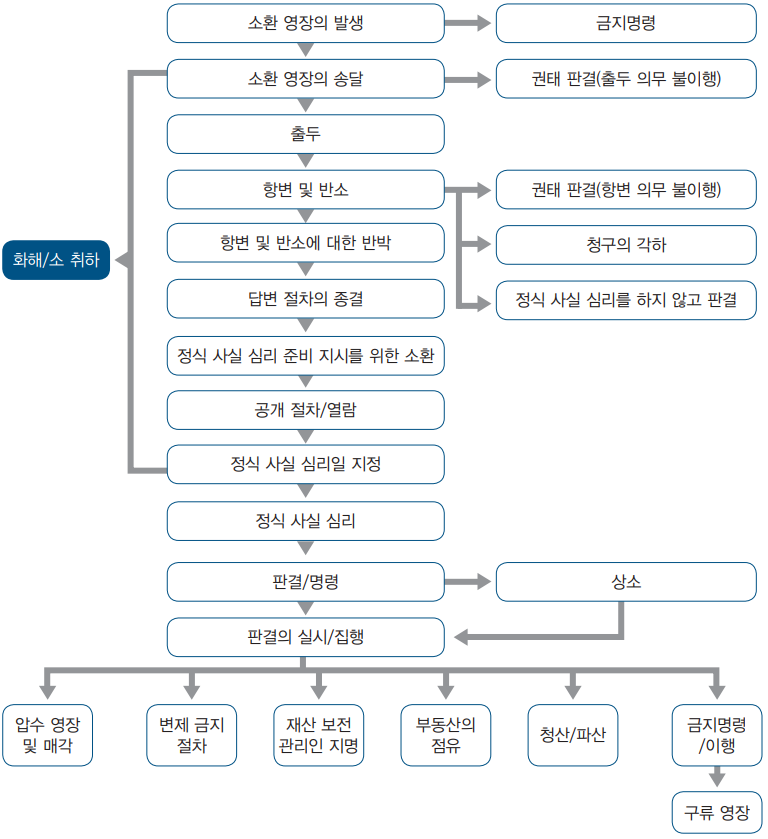 소환 영장의 발생
금지명령
소환 영장의 송달
권태 판결(출두 의무 불이행)
출두
항변 및 반소
권태 판결(항변 의무 불이행)
항변 및 반소에 대한 반박
청구의 각하
화해/소 취하
답변 절차의 종결
정식 사실 심리를 하지 않고 판결
정식 사실 심리 준비 지시를 위한 소환
공개 절차/열람
정식 사실 심리일 지정
정식 사실 심리
판결/명령
상소
판결의 실시/집행
압수 영장
및 매각
변제 금지
절차
재산 보전
관리인 지명
부동산의
점유
청산/파산
금지명령
/이행
구류 영장